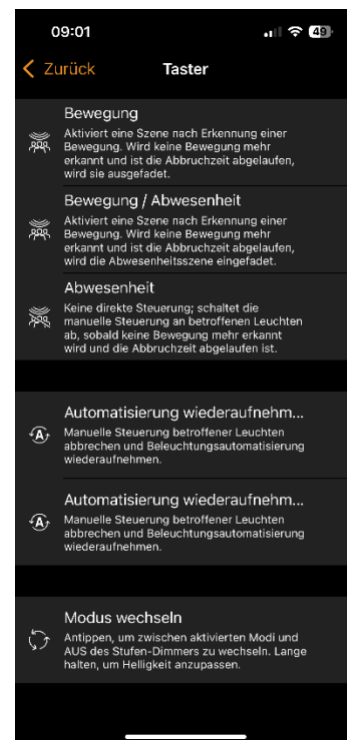 09:01
49
Zurück
Taster
Bewegung
Aktiviert eine Szene nach Erkennung einer
Bewegung. Wird keine Bewegung mehr
erkannt und ist die Abbruchzeit abgelaufen,
wird sie ausgefadet.
Bewegung / Abwesenheit
Aktiviert eine Szene nach Erkennung einer
Bewegung. Wird keine Bewegung mehr
erkannt und ist die Abbruchzeit abgelaufen,
wird die Abwesenheitsszene eingefadet.
Abwesenheit
Keine direkte Steuerung; schaltet die
manuelle Steuerung an betroffenen Leuchten
ab, sobald keine Bewegung mehr erkannt
wird und die Abbruchzeit abgelaufen ist.
Automatisierung wiederaufnehm...
A
Manuelle Steuerung betroffener Leuchten
abbrechen und Beleuchtungsautomatisierung
wiederaufnehmen.
Automatisierung wiederaufnehm...
A
Manuelle Steuerung betroffener Leuchten
abbrechen und Beleuchtungsautomatisierung
wiederaufnehmen.
Modus wechseln
Antippen, um zwischen aktivierten Modi und
AUS des Stufen-Dimmers zu wechseln. Lange
halten, um Helligkeit anzupassen.